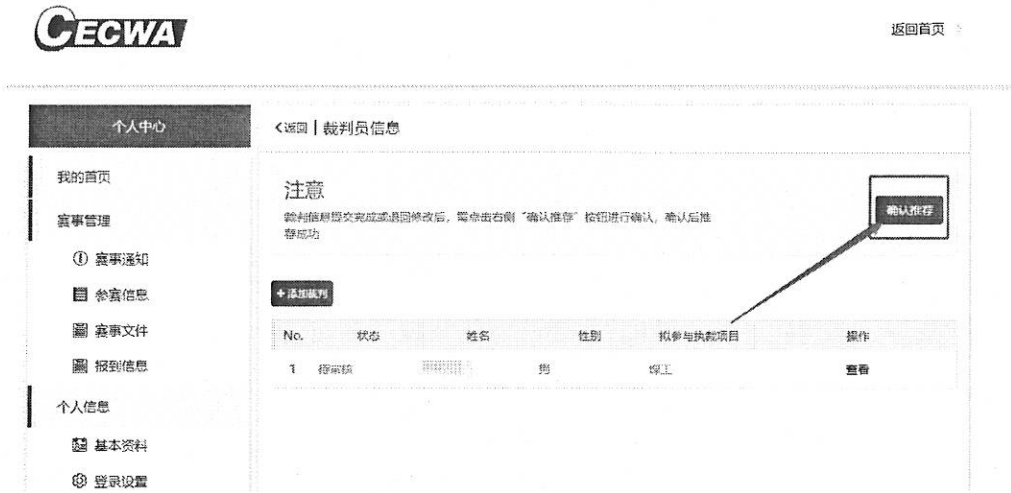 CECWA
返回首页
个人中心
<返回 | 裁判员信息
我的首页
赛事管理
赛事通知
参赛信息
赛事文件
报到信息
个人信息
基本资料
登录设置
注意
裁判信息提交完成或退回修改后，需点击右侧“确认推荐”按钮进行确认，确认后推
荐成功
确认推荐
+添加裁判
No. 状态 姓名 性别 拟参与执裁项目 操作
1 待审核 男 焊工 查看